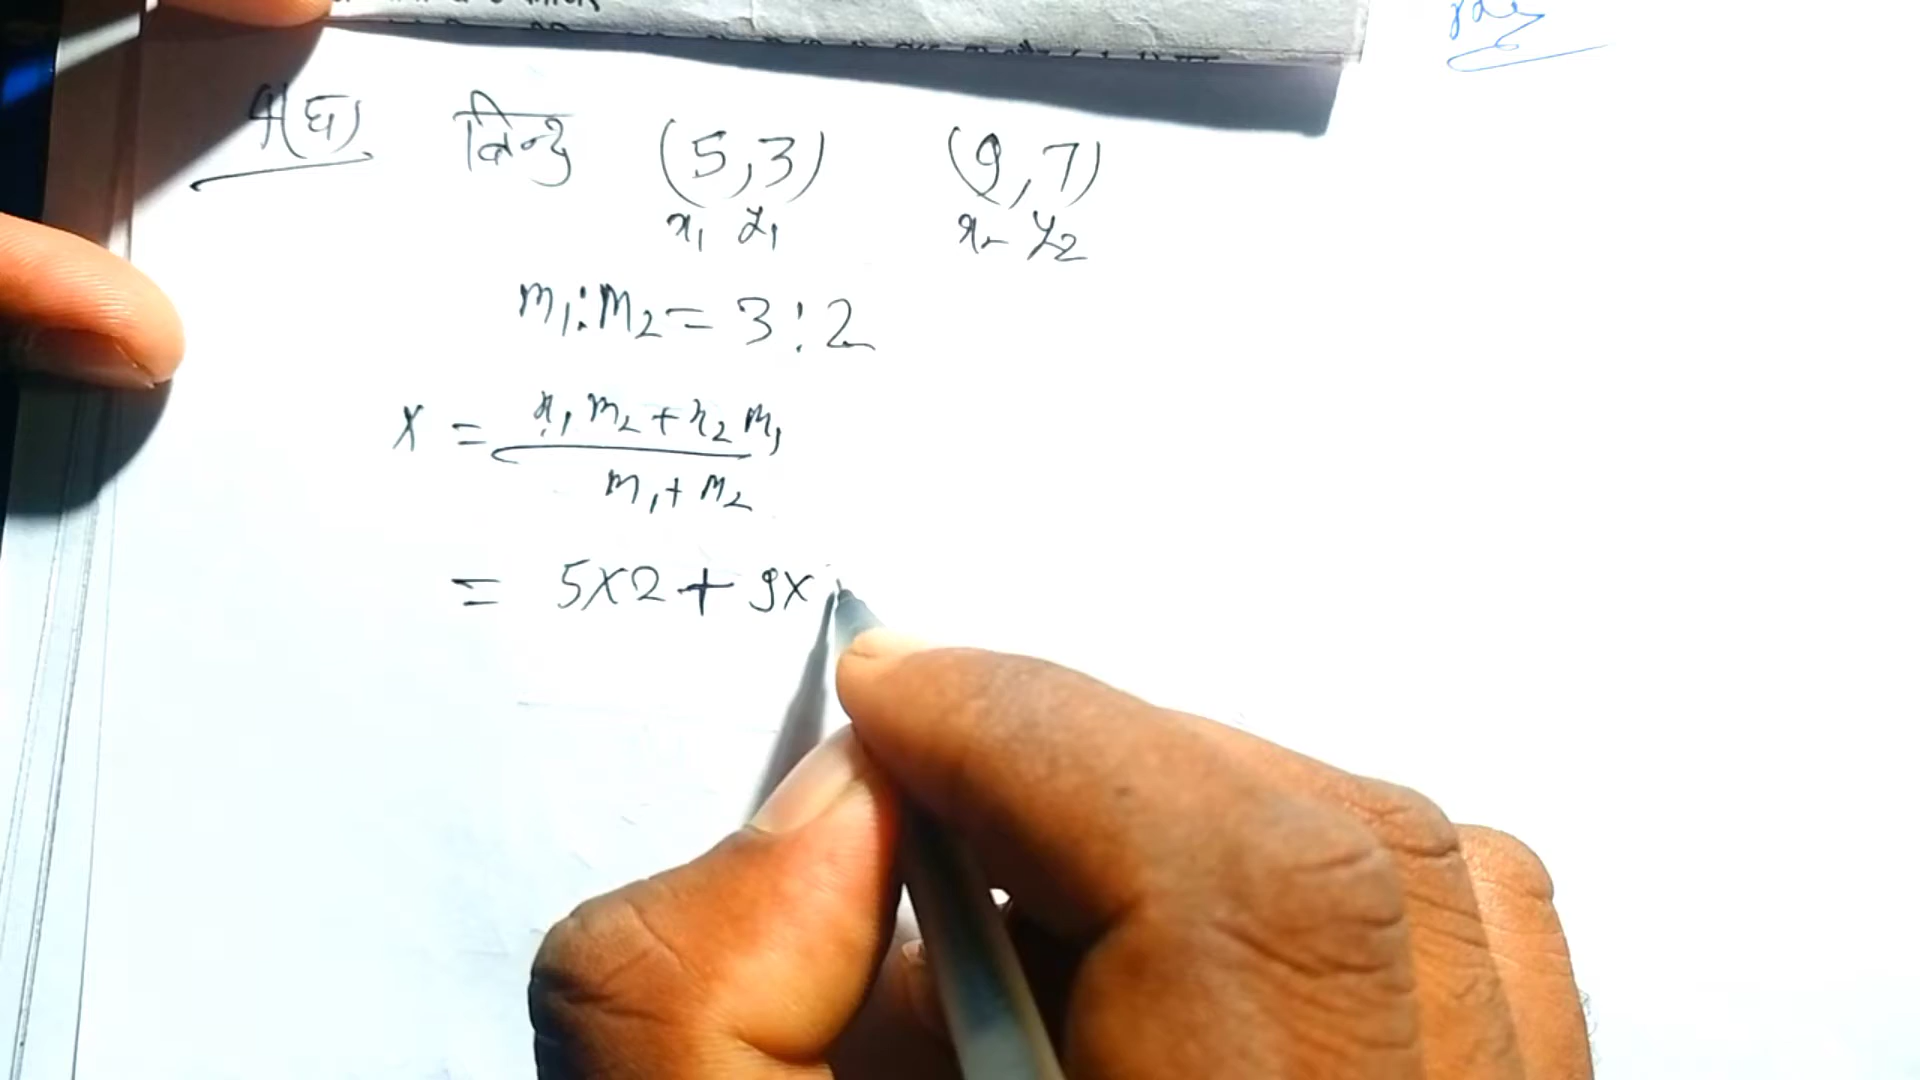 4(घ) बिन्दु (5,3) (9,7)
x₁ y₁ x₂ y₂
m₁:m₂ = 3:2
x = x₁m₂+x₂m₁
m₁+m₂
= 5×2+9×